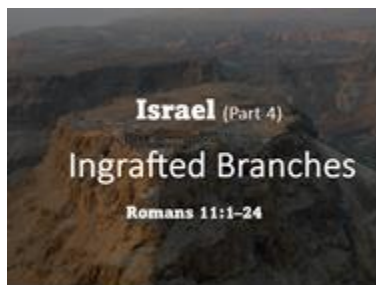 Israel (Part 4)
Ingrafted Branches
Romans 11:1–24